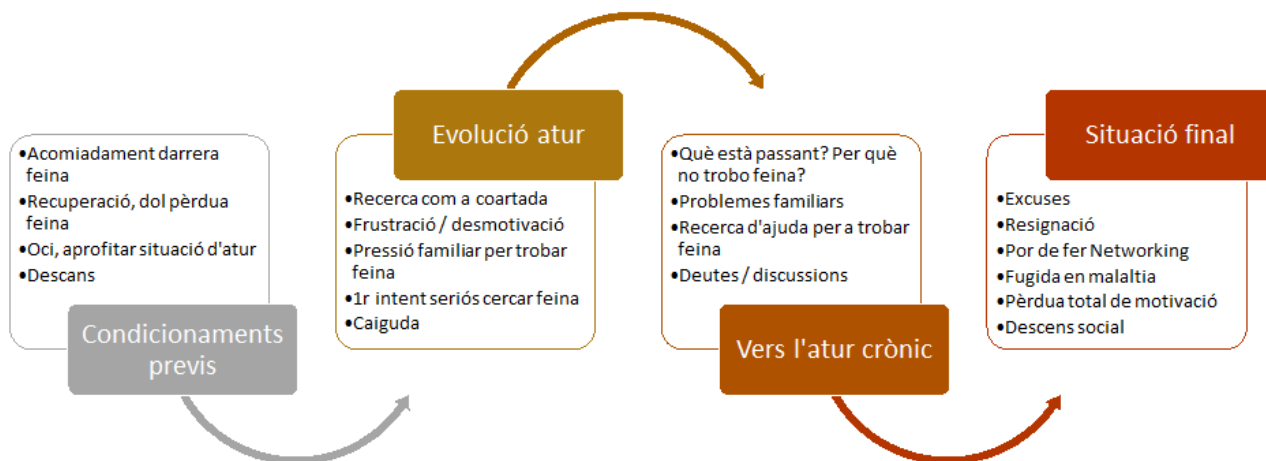 •Acomiadament darrera
feina
•Recuperació, dol pèrdua
feina
•Oci, aprofitar situació d'atur
•Descans
Condicionaments
previs
Evolució atur
•Recerca com a coartada
•Frustració / desmotivació
•Pressió familiar per trobar
feina
•1r intent seriós cercar feina
•Caiguda
•Què està passant? Per què
no trobo feina?
•Problemes familiars
•Recerca d'ajuda per a trobar
feina
•Deutes / discussions
Vers l'atur crònic
Situació final
•Excuses
•Resignació
•Por de fer Networking
•Fugida en malaltia
•Pèrdua total de motivació
•Descens social